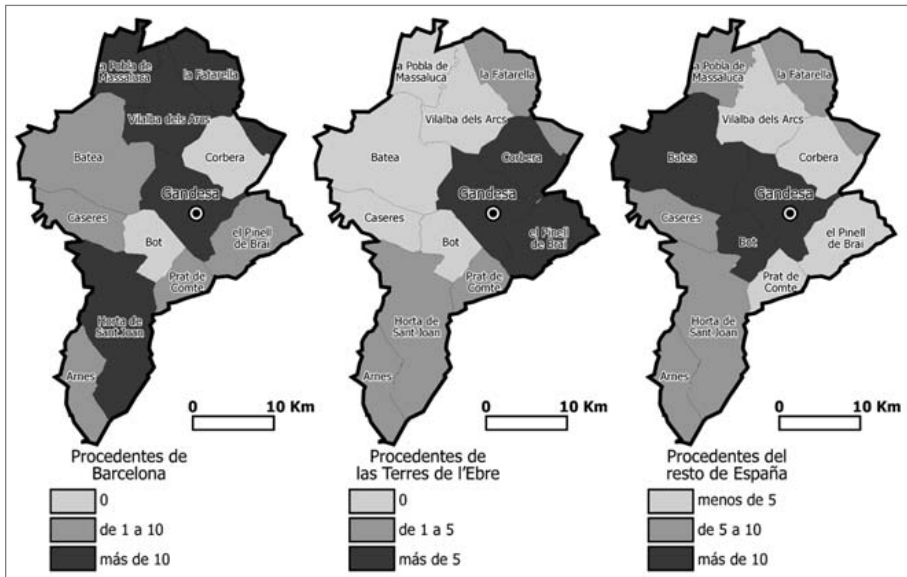 a Pobla de
Massaluca
la Fatarella
Vilalba dels Arcs
Batea
Corbera
Gandesa
Caseres
Bot
el Pinell
de Brai
Prat de
Comte
Horta de
Sant Joan
Arnes
0 10 Km
Procedentes de
Barcelona
0
de 1 a 10
más de 10
a Pobla de
Massaluca
la Fatarella
Vilalba dels Arcs
Batea
Corbera
Gandesa
Caseres
Bot
el Pinell
de Brai
Prat de
Comte
Horta de
Sant Joan
Arnes
0 10 Km
Procedentes de
las Terres de l'Ebre
0
de 1 a 5
más de 5
a Pobla de
Massaluca
la Fatarella
Vilalba dels Arcs
Batea
Corbera
Gandesa
Caseres
Bot
el Pinell
de Brai
Prat de
Comte
Horta de
Sant Joan
Arnes
0 10 Km
Procedentes del
resto de España
menos de 5
de 5 a 10
más de 10